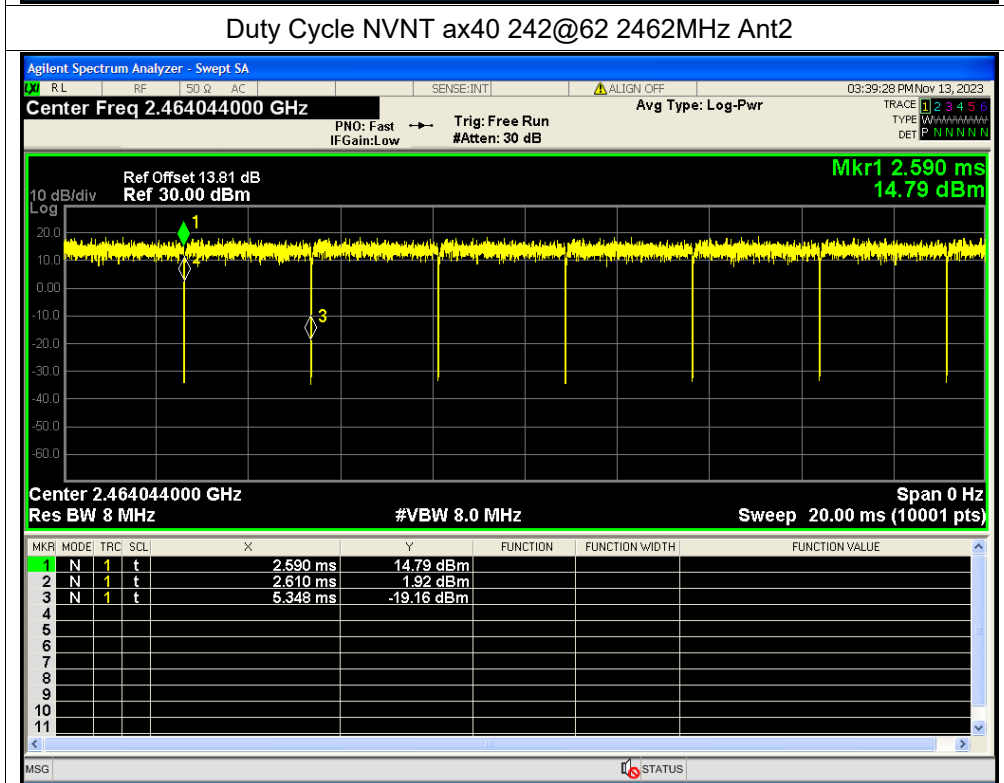 Duty Cycle NVNT ax40 242@62 2462MHz Ant2
Agilent Spectrum Analyzer - Swept SA
LXI RL RF 50 Ω AC SENSE:INT ALIGN OFF 03:39:28 PM Nov 13, 2023
Center Freq 2.464044000 GHz Avg Type: Log-Pwr TRACE 1 2 3 4 5 6
PNO: Fast Trig: Free Run TYPE W
IFGain:Low #Atten: 30 dB DET P N N N N N
Mkr1 2.590 ms
14.79 dBm
Ref Offset 13.81 dB
10 dB/div Ref 30.00 dBm
Log
20.0
1
10.0
0.00
-10.0
3
-20.0
-30.0
-40.0
-50.0
-60.0
Center 2.464044000 GHz Span 0 Hz
Res BW 8 MHz #VBW 8.0 MHz Sweep 20.00 ms (10001 pts)
MKR MODE TRC SCL X Y FUNCTION FUNCTION WIDTH FUNCTION VALUE
1 N 1 t 2.590 ms 14.79 dBm
2 N 1 t 2.610 ms 1.92 dBm
3 N 1 t 5.348 ms -19.16 dBm
4
5
6
7
8
9
10
11
MSG STATUS